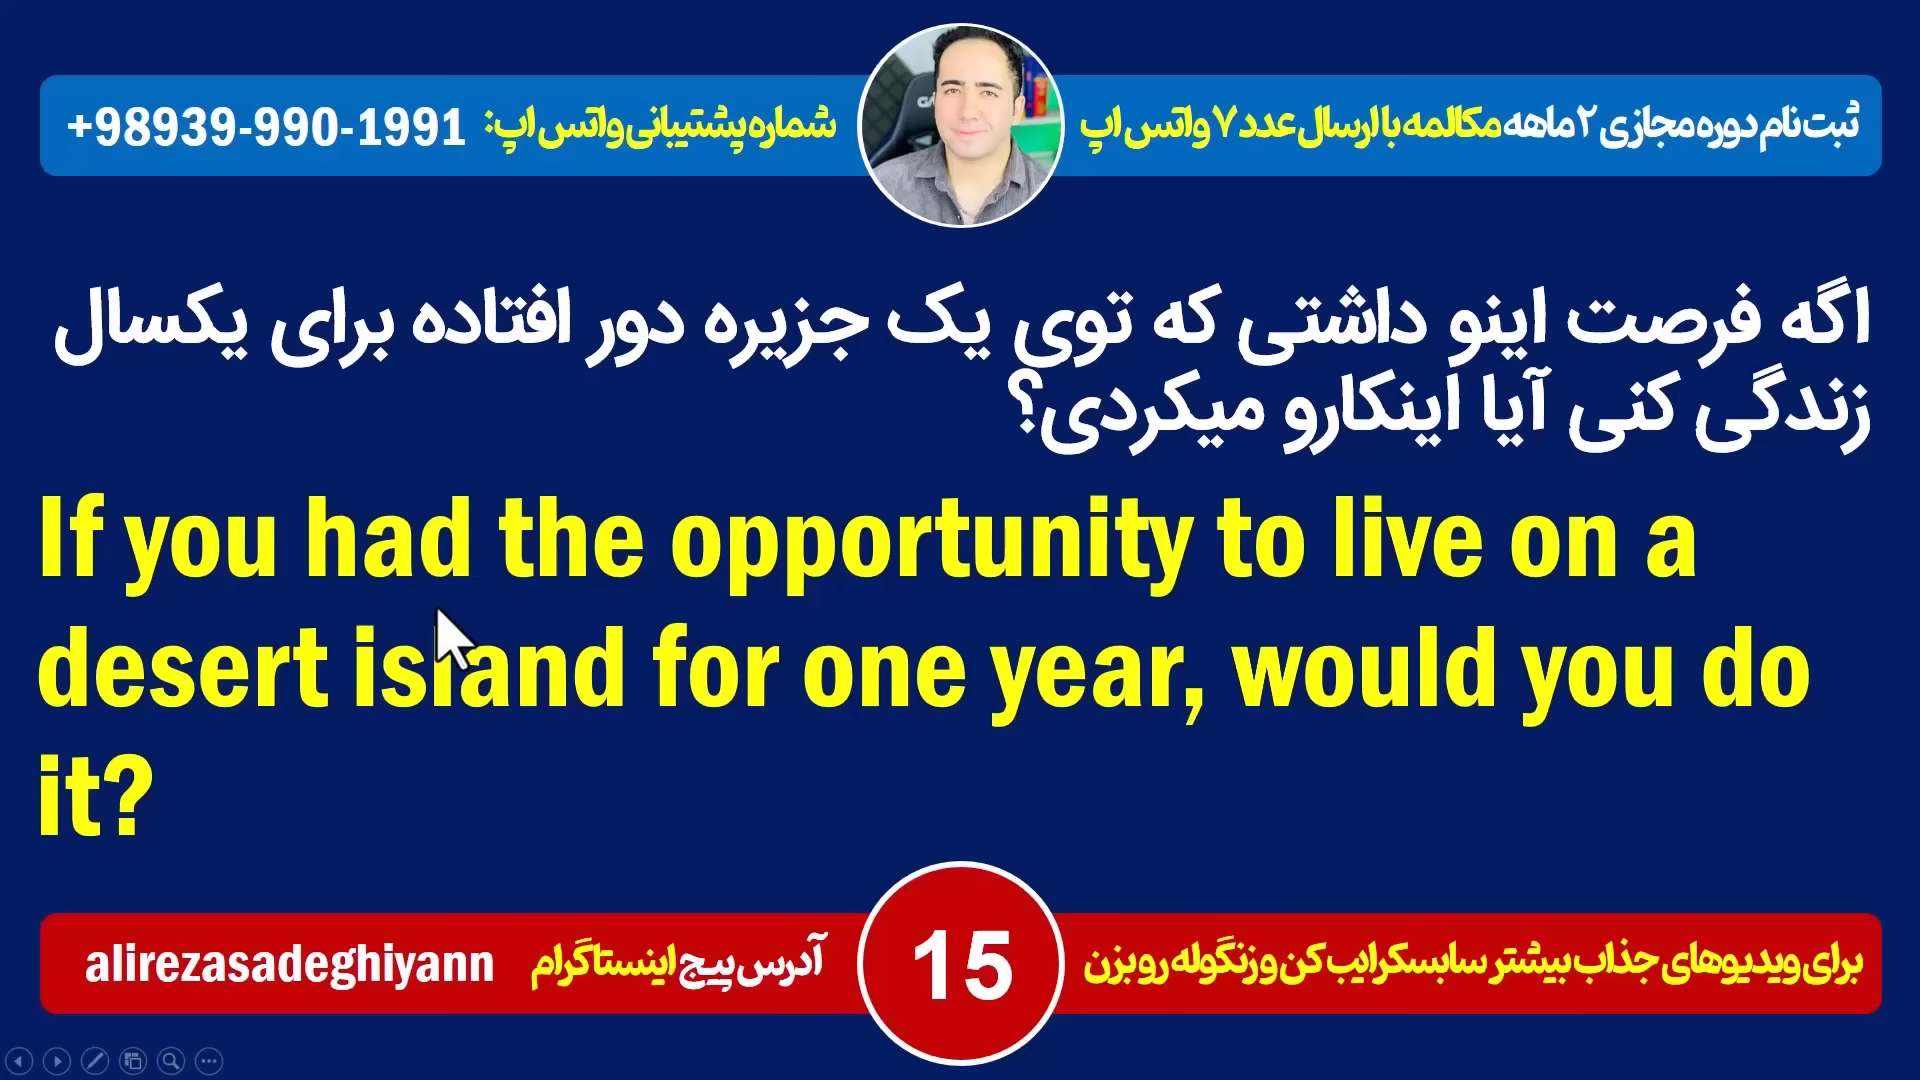 ثبت نام دوره مجازی ۲ ماهه مکالمه با ارسال عدد ۷ واتس اپ
شماره پشتیبانی واتس اپ: +98939-990-1991
اگه فرصت اینو داشتی که توی یک جزیره دور افتاده برای یکسال
زندگی کنی آیا اینکارو میکردی؟
If you had the opportunity to live on a
desert island for one year, would you do
it?
برای ویدیوهای جذاب بیشتر سابسکرایب کن و زنگوله رو بزن
15
آدرس پیج اینستاگرام alirezasadeghiyann